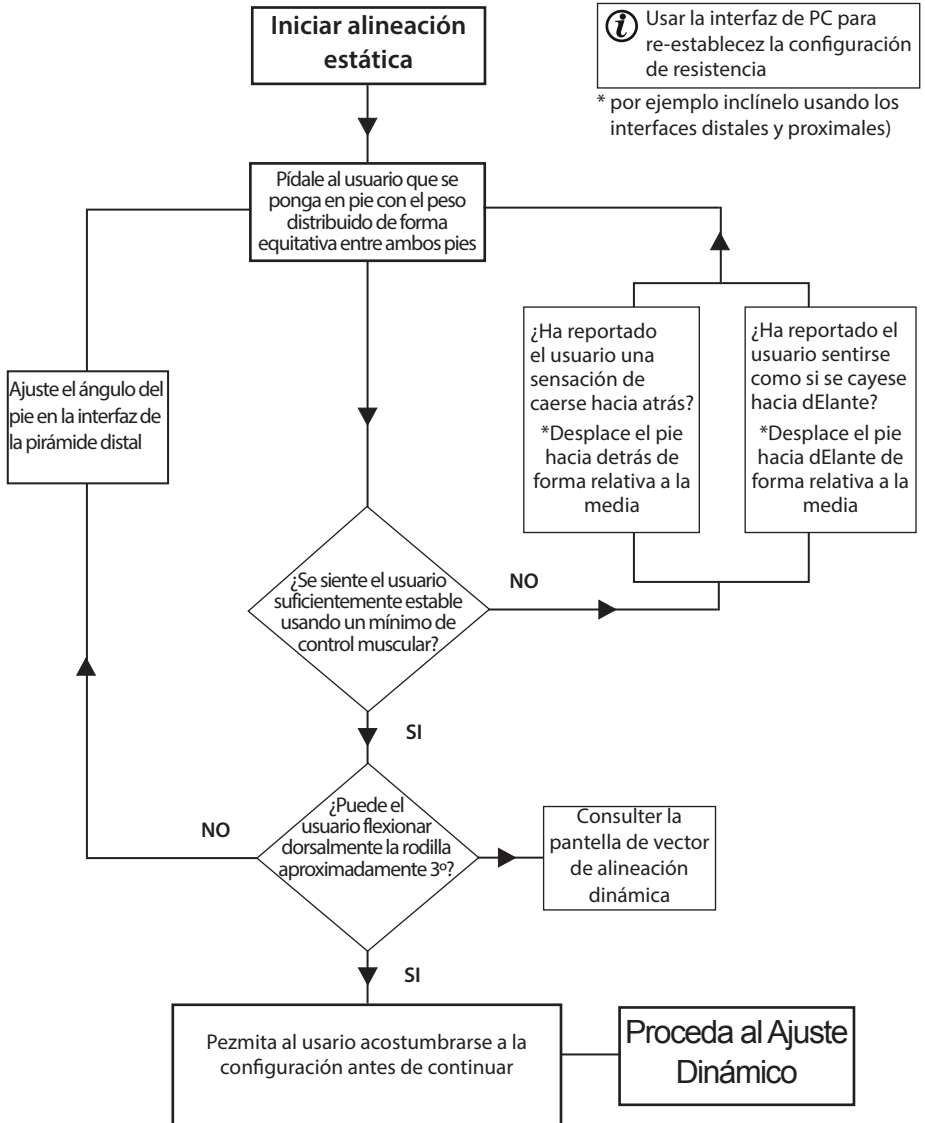 Iniciar alineación
estática
Usar la interfaz de PC para
re-establecez la configuración
de resistencia
* por ejemplo inclínelo usando los
interfaces distales y proximales)
Pídale al usuario que se
ponga en pie con el peso
distribuido de forma
equitativa entre ambos pies
Ajuste el ángulo del
pie en la interfaz de
la pirámide distal
¿Ha reportado
el usuario una
sensación de
caerse hacia atrás?
*Desplace el pie
hacia detrás de
forma relativa a la
media
¿Ha reportado el
usuario sentirse
como si se cayese
hacia dElante?
*Desplace el pie
hacia dElante de
forma relativa a la
media
¿Se siente el usuario
suficientemente estable
usando un mínimo de
control muscular?
NO
SI
¿Puede el
usuario flexionar
dorsalmente la rodilla
aproximadamente 3º?
NO
Consulter la
pantella de vector
de alineación
dinámica
SI
Pezmita al usario acostumbrarse a la
configuración antes de continuar
Proceda al Ajuste
Dinámico